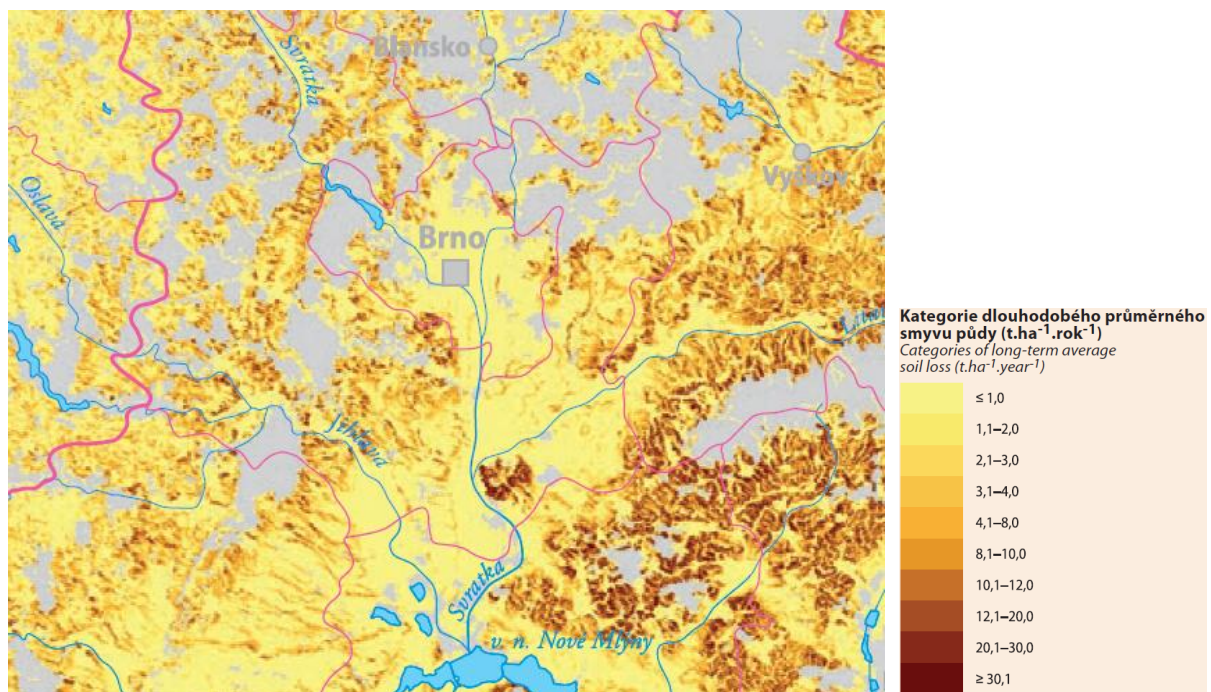 Blansko
Svratka
Vyškov
Oslava
Brno
Jihlava
Svratka
v. n. Nové Mlýny
Kategorie dlouhodobého průměrného
smyvu půdy (t.ha-1.rok-1)
Categories of long-term average
soil loss (t.ha-1.year-1)
≤ 1,0
1,1–2,0
2,1–3,0
3,1–4,0
4,1–8,0
8,1–10,0
10,1–12,0
12,1–20,0
20,1–30,0
≥ 30,1